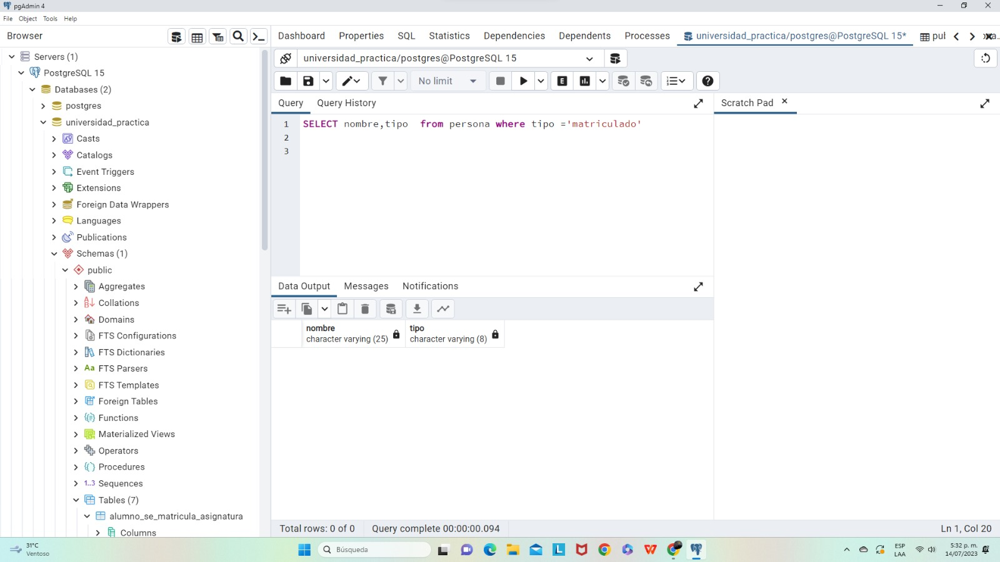 pgAdmin 4
File Object Tools Help
Browser
Dashboard Properties SQL Statistics Dependencies Dependents Processes universidad_practica/postgres@PostgreSQL 15* pul
Servers (1)
PostgreSQL 15
Databases (2)
postgres
universidad_practica
Casts
Catalogs
Event Triggers
Extensions
Foreign Data Wrappers
Languages
Publications
Schemas (1)
public
Aggregates
Collations
Domains
FTS Configurations
FTS Dictionaries
Aa FTS Parsers
FTS Templates
Foreign Tables
Functions
Materialized Views
Operators
Procedures
1..3 Sequences
Tables (7)
alumno_se_matricula_asignatura
Columns
universidad_practica/postgres@PostgreSQL 15
No limit
E
Query Query History
Scratch Pad
1 SELECT nombre,tipo  from persona where tipo ='matriculado'
2
3
Data Output Messages Notifications
nombre
character varying (25)
tipo
character varying (8)
Total rows: 0 of 0 Query complete 00:00:00.094 Ln 1, Col 20
31°C
Ventoso
Búsqueda
ESP
LAA
5:32 p. m.
14/07/2023